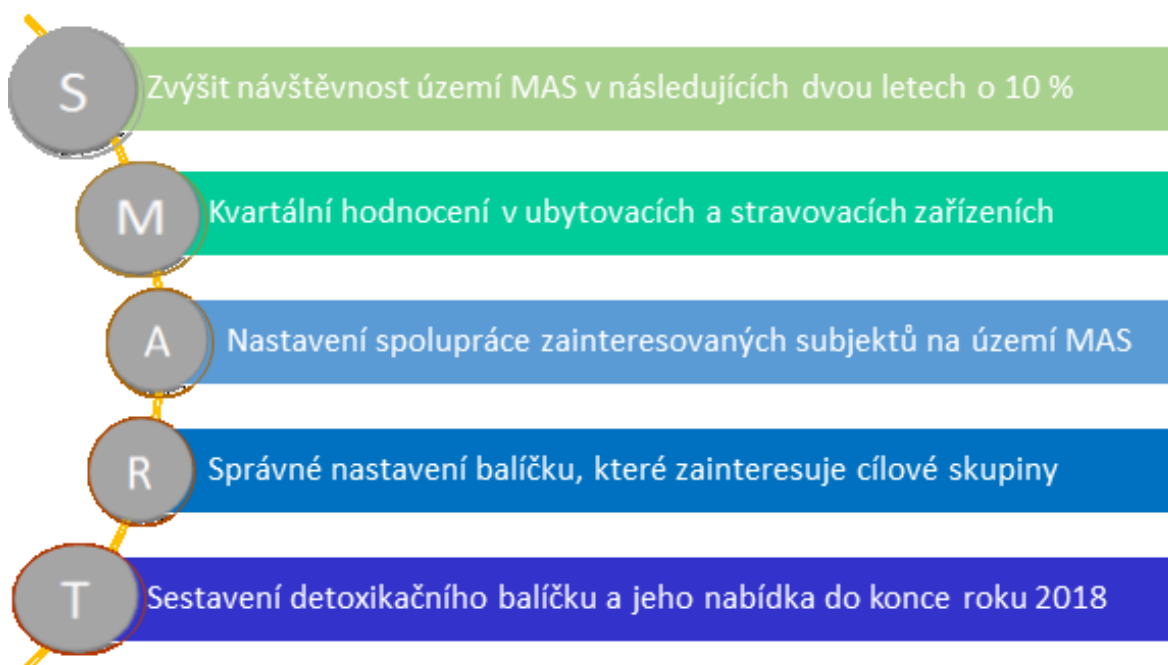 S Zvýšit návštěvnost území MAS v následujících dvou letech o 10 %
M Kvartální hodnocení v ubytovacích a stravovacích zařízeních
A Nastavení spolupráce zainteresovaných subjektů na území MAS
R Správné nastavení balíčku, které zainteresuje cílové skupiny
T Sestavení detoxikačního balíčku a jeho nabídka do konce roku 2018